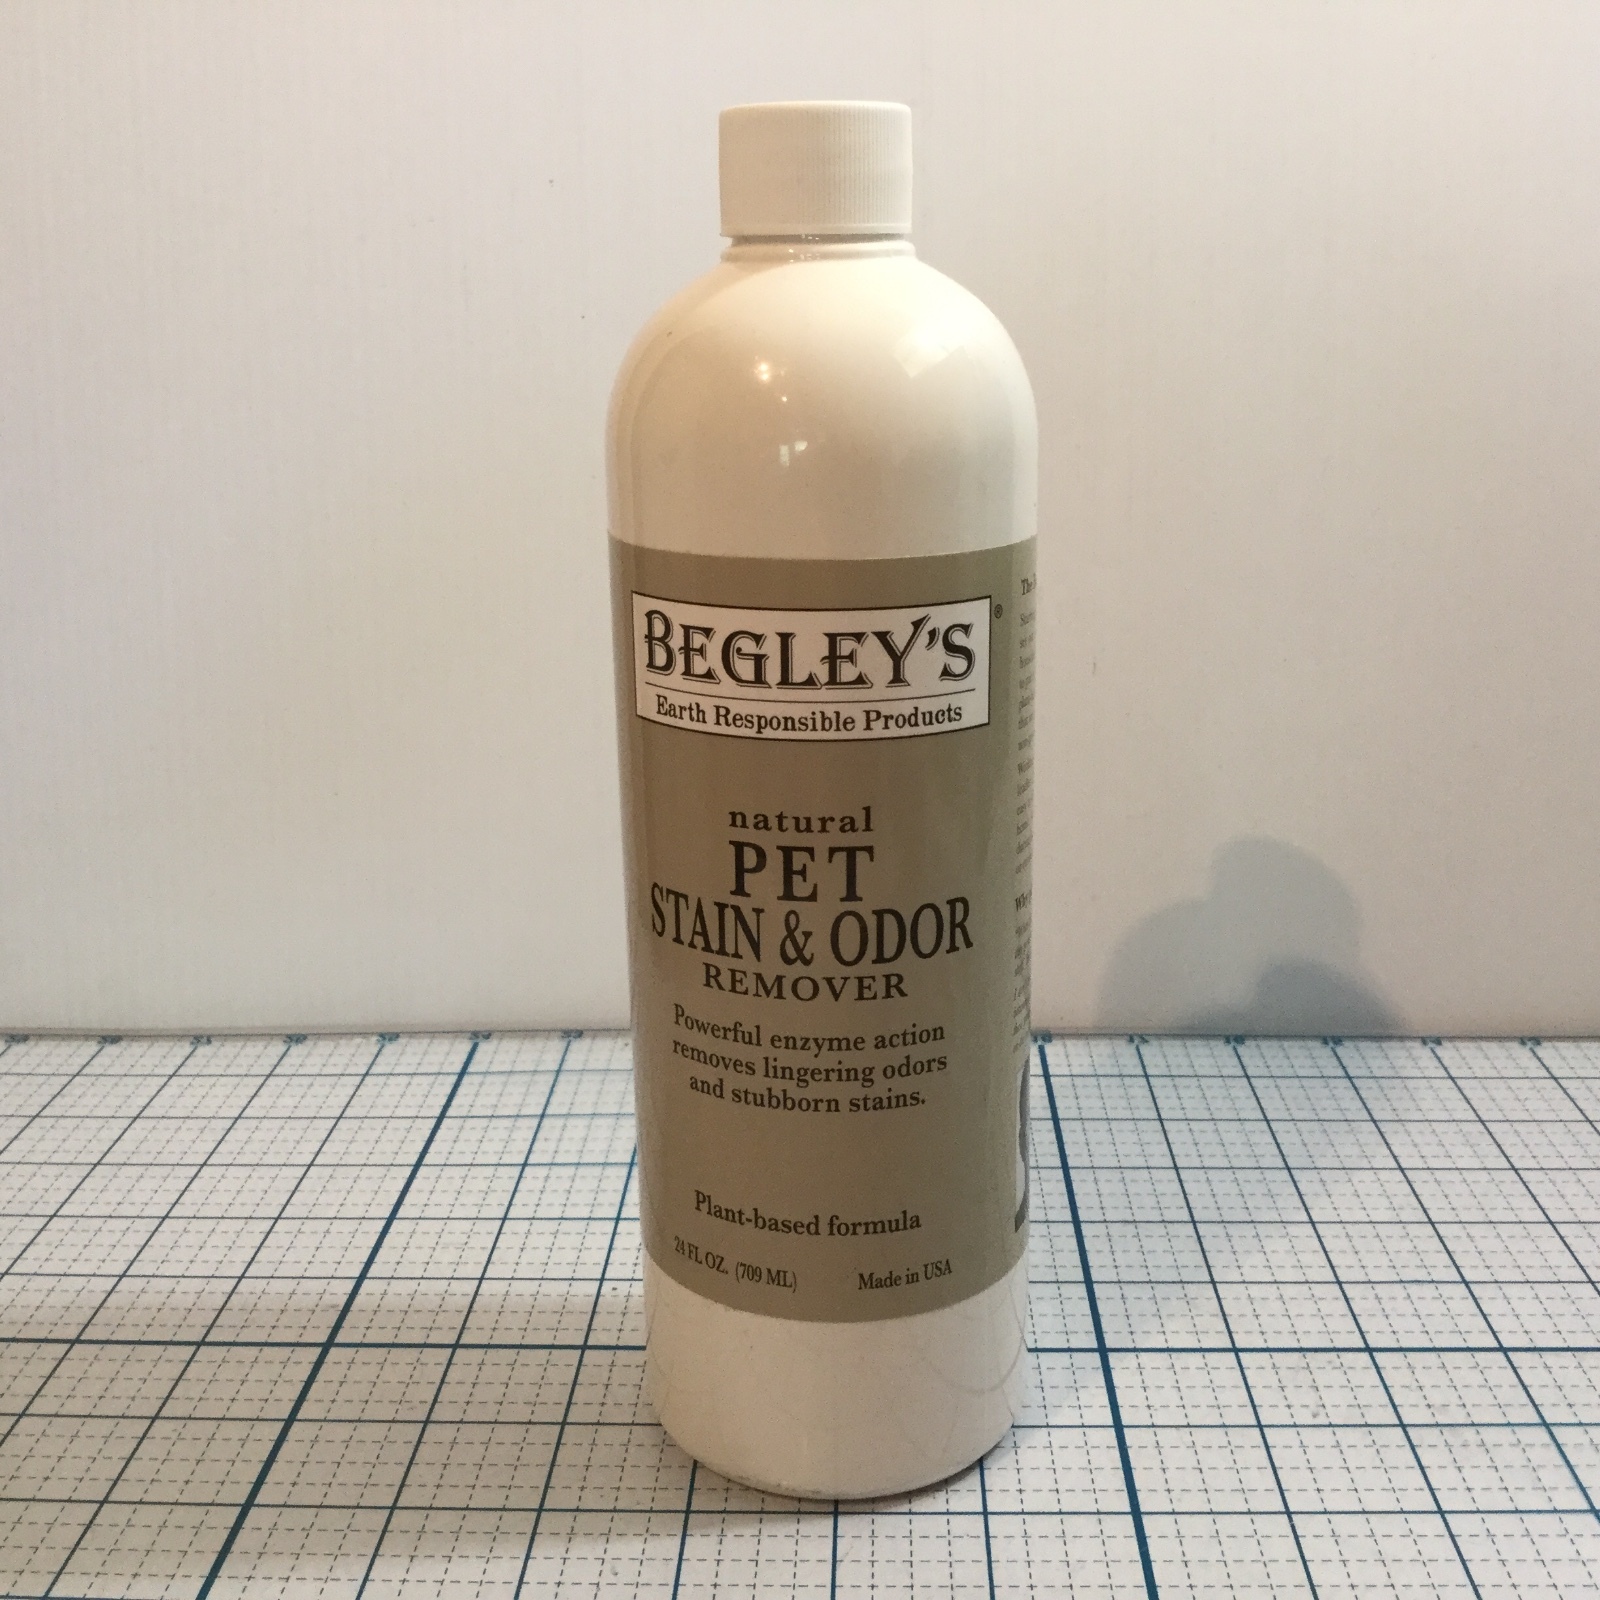 BEGLEY'S
®
Earth Responsible Products
natural
PET
STAIN & ODOR
REMOVER
Powerful enzyme action
removes lingering odors
and stubborn stains.
Plant-based formula
24 FL OZ. (709 ML)
Made in USA